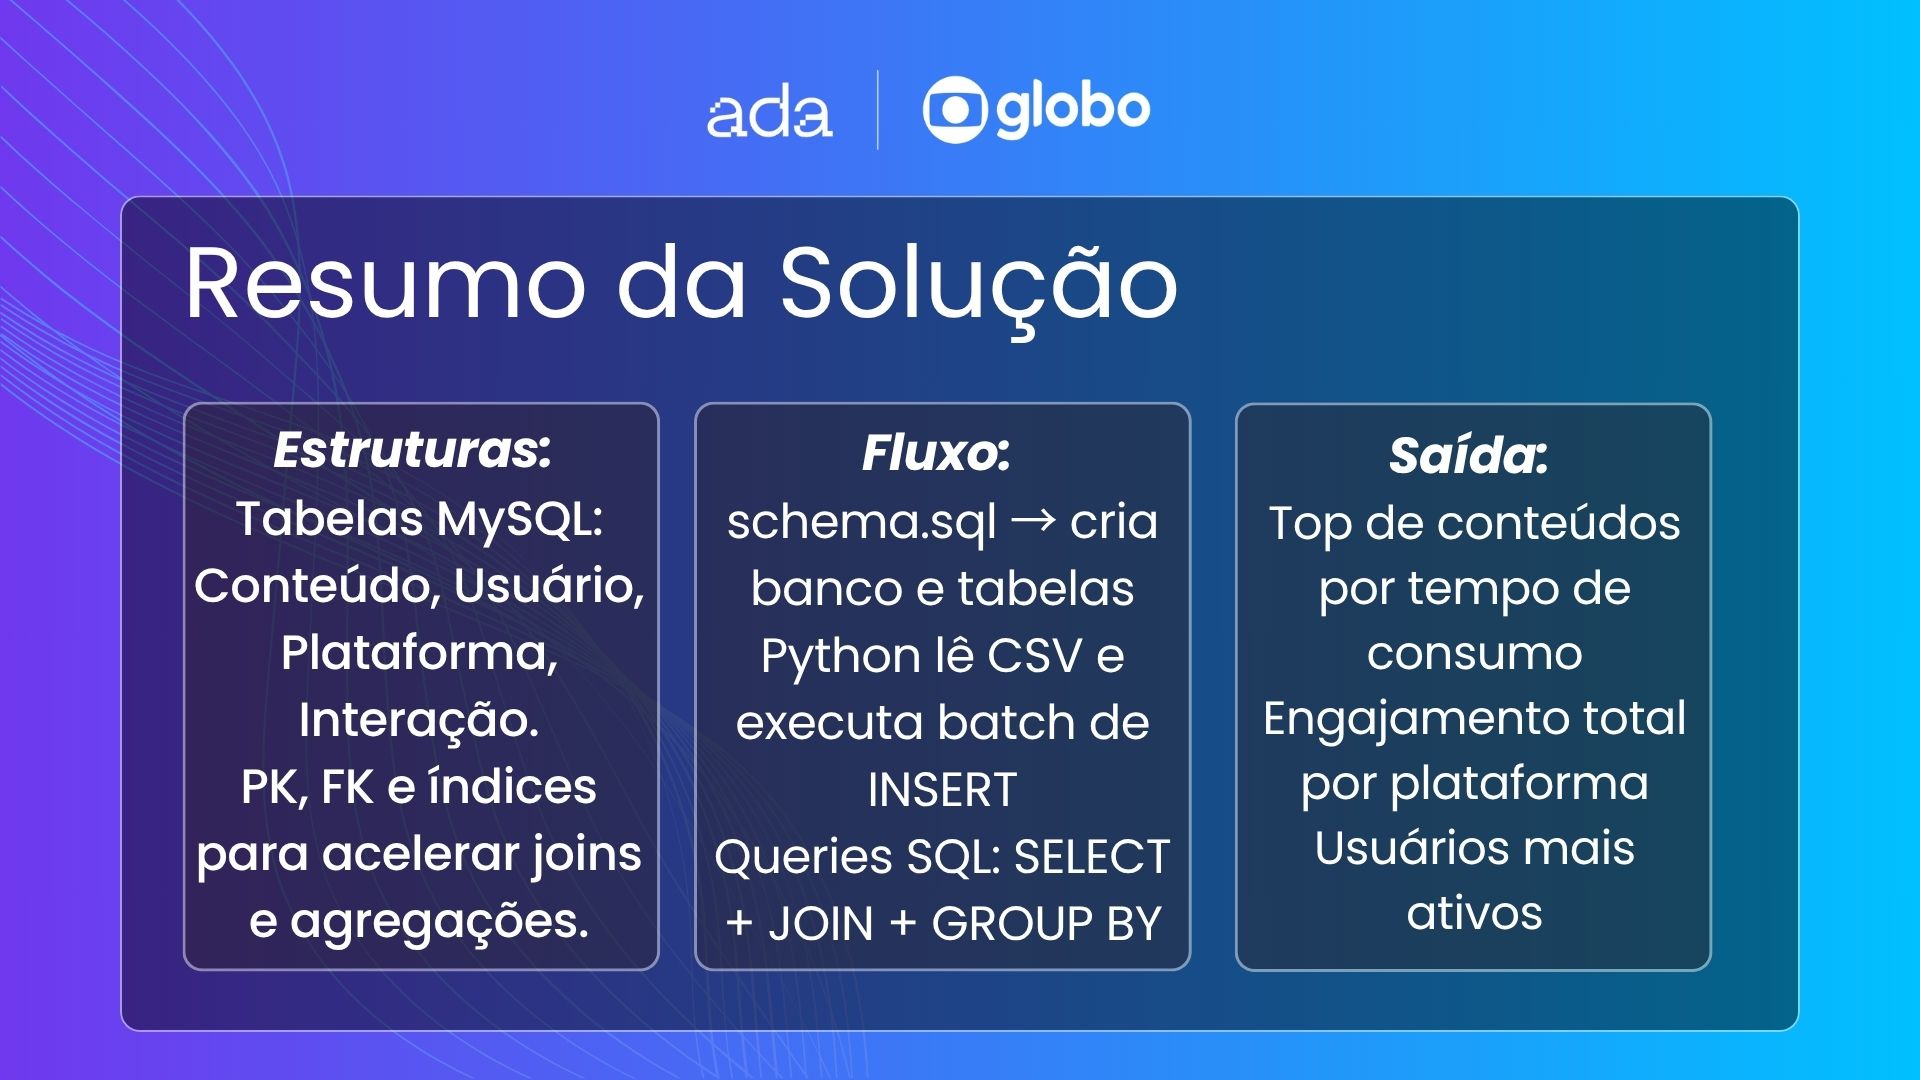 ada
globo
Resumo da Solução
Estruturas:
Tabelas MySQL:
Conteúdo, Usuário,
Plataforma,
Interação.
PK, FK e índices
para acelerar joins
e agregações.
Fluxo:
schema.sql → cria
banco e tabelas
Python lê CSV e
executa batch de
INSERT
Queries SQL: SELECT
+ JOIN + GROUP BY
Saída:
Top de conteúdos
por tempo de
consumo
Engajamento total
por plataforma
Usuários mais
ativos